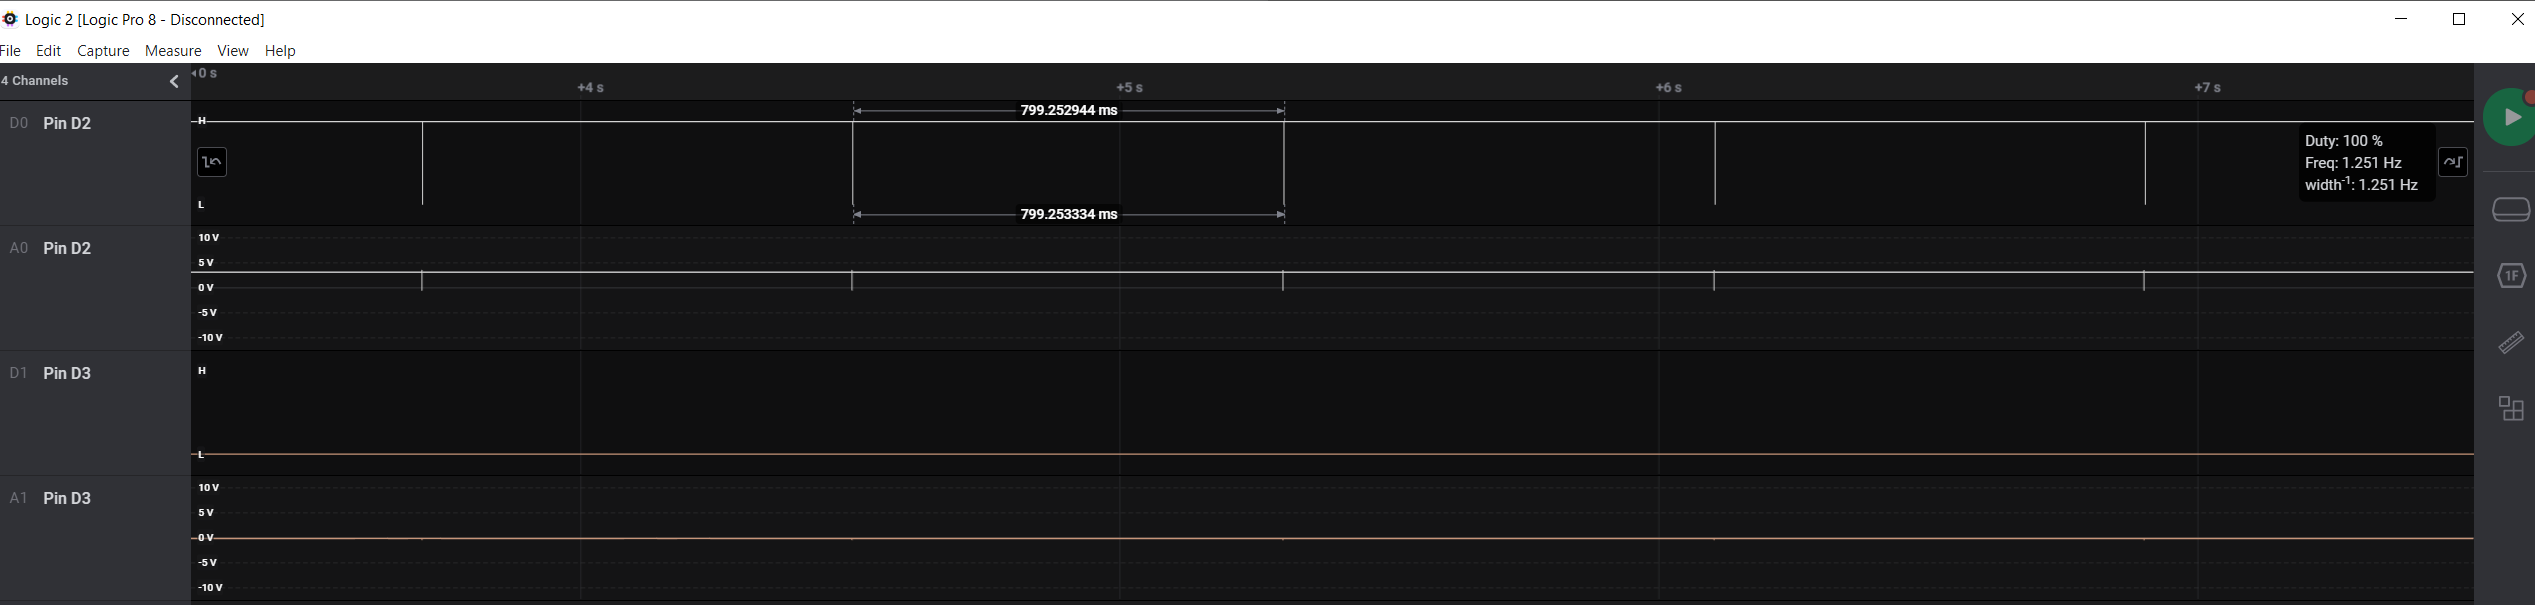 Logic 2 [Logic Pro 8 - Disconnected]
File Edit Capture Measure View Help
4 Channels
0 s
+4 s +5 s +6 s +7 s
D0 Pin D2
H
L
799.252944 ms
799.253334 ms
Duty: 100 %
Freq: 1.251 Hz
width-1: 1.251 Hz
A0 Pin D2
10 V
5 V
0 V
-5 V
-10 V
1F
D1 Pin D3
H
L
A1 Pin D3
10 V
5 V
0 V
-5 V
-10 V